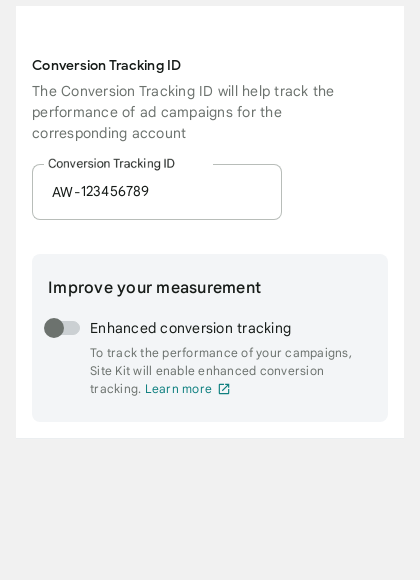 Conversion Tracking ID
The Conversion Tracking ID will help track the
performance of ad campaigns for the
corresponding account
Conversion Tracking ID
AW-123456789
Improve your measurement
Enhanced conversion tracking
To track the performance of your campaigns,
Site Kit will enable enhanced conversion
tracking. Learn more